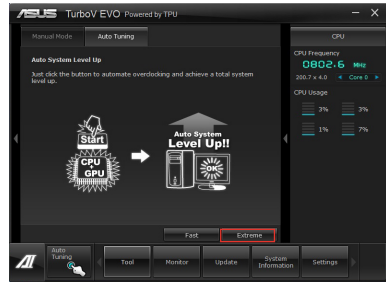 ASUS TurboV EVO Powered by TPU
Manual Mode
Auto Tuning
Auto System Level Up
Just click the button to automate overclocking and achieve a total system
level up.
Start
CPU
+
GPU
Auto System
Level Up!!
OK
Fast
Extreme
CPU
CPU Frequency
0802.6 MHz
200.7 x 4.0
Core 0
CPU Usage
3%
3%
1%
7%
Auto
Tuning
Tool
Monitor
Update
System
Information
Settings